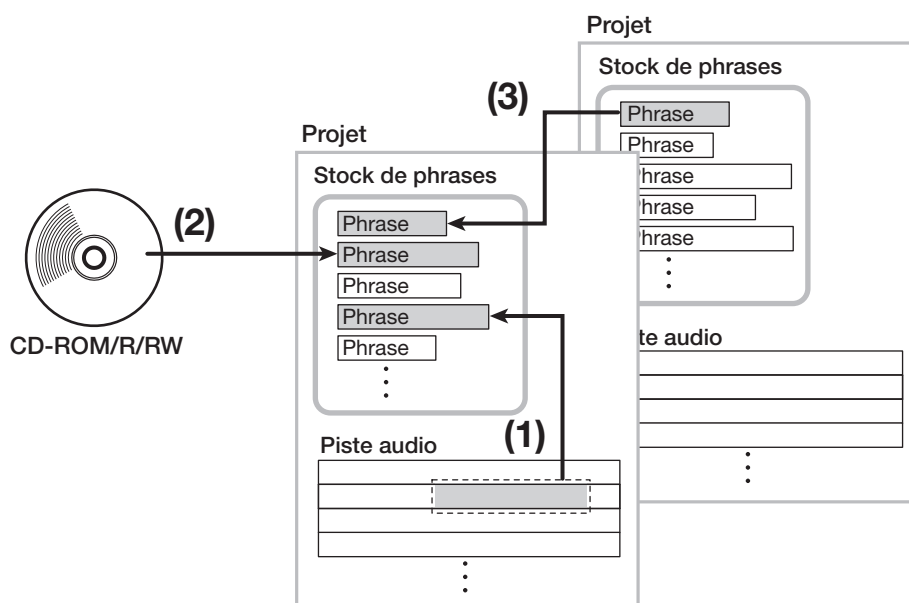 Projet
Stock de phrases
Phrase
Phrase
Phrase
Phrase
Phrase
(3)
Projet
Stock de phrases
Phrase
Phrase
Phrase
Phrase
Phrase
(2)
CD-ROM/R/RW
te audio
Piste audio
(1)